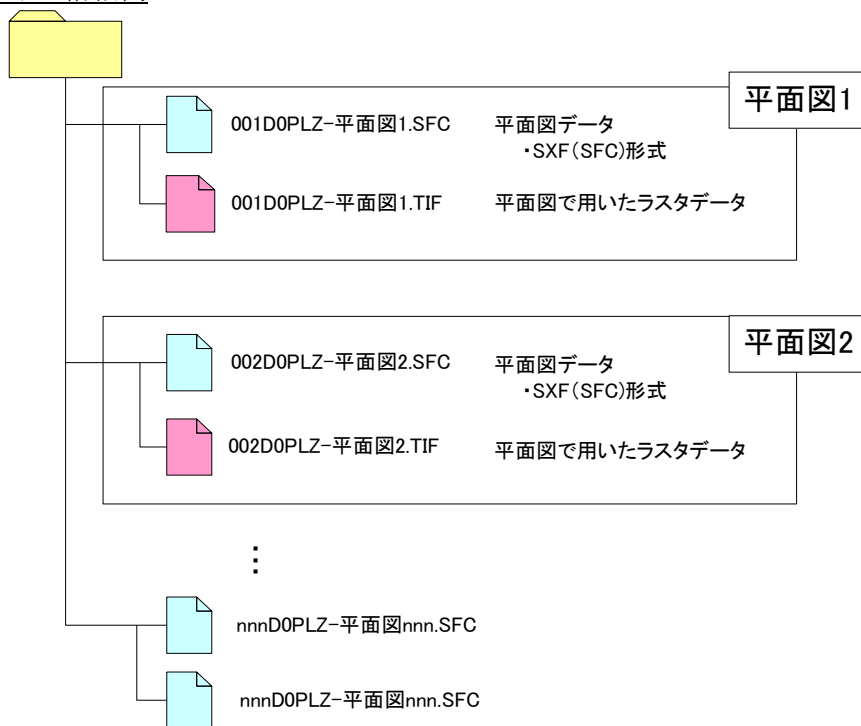 平面図1
001D0PLZ-平面図1.SFC 平面図データ
・SXF(SFC)形式
001D0PLZ-平面図1.TIF 平面図で用いたラスタデータ
平面図2
002D0PLZ-平面図2.SFC 平面図データ
・SXF(SFC)形式
002D0PLZ-平面図2.TIF 平面図で用いたラスタデータ
⋮
nnnD0PLZ-平面図nnn.SFC
nnnD0PLZ-平面図nnn.SFC